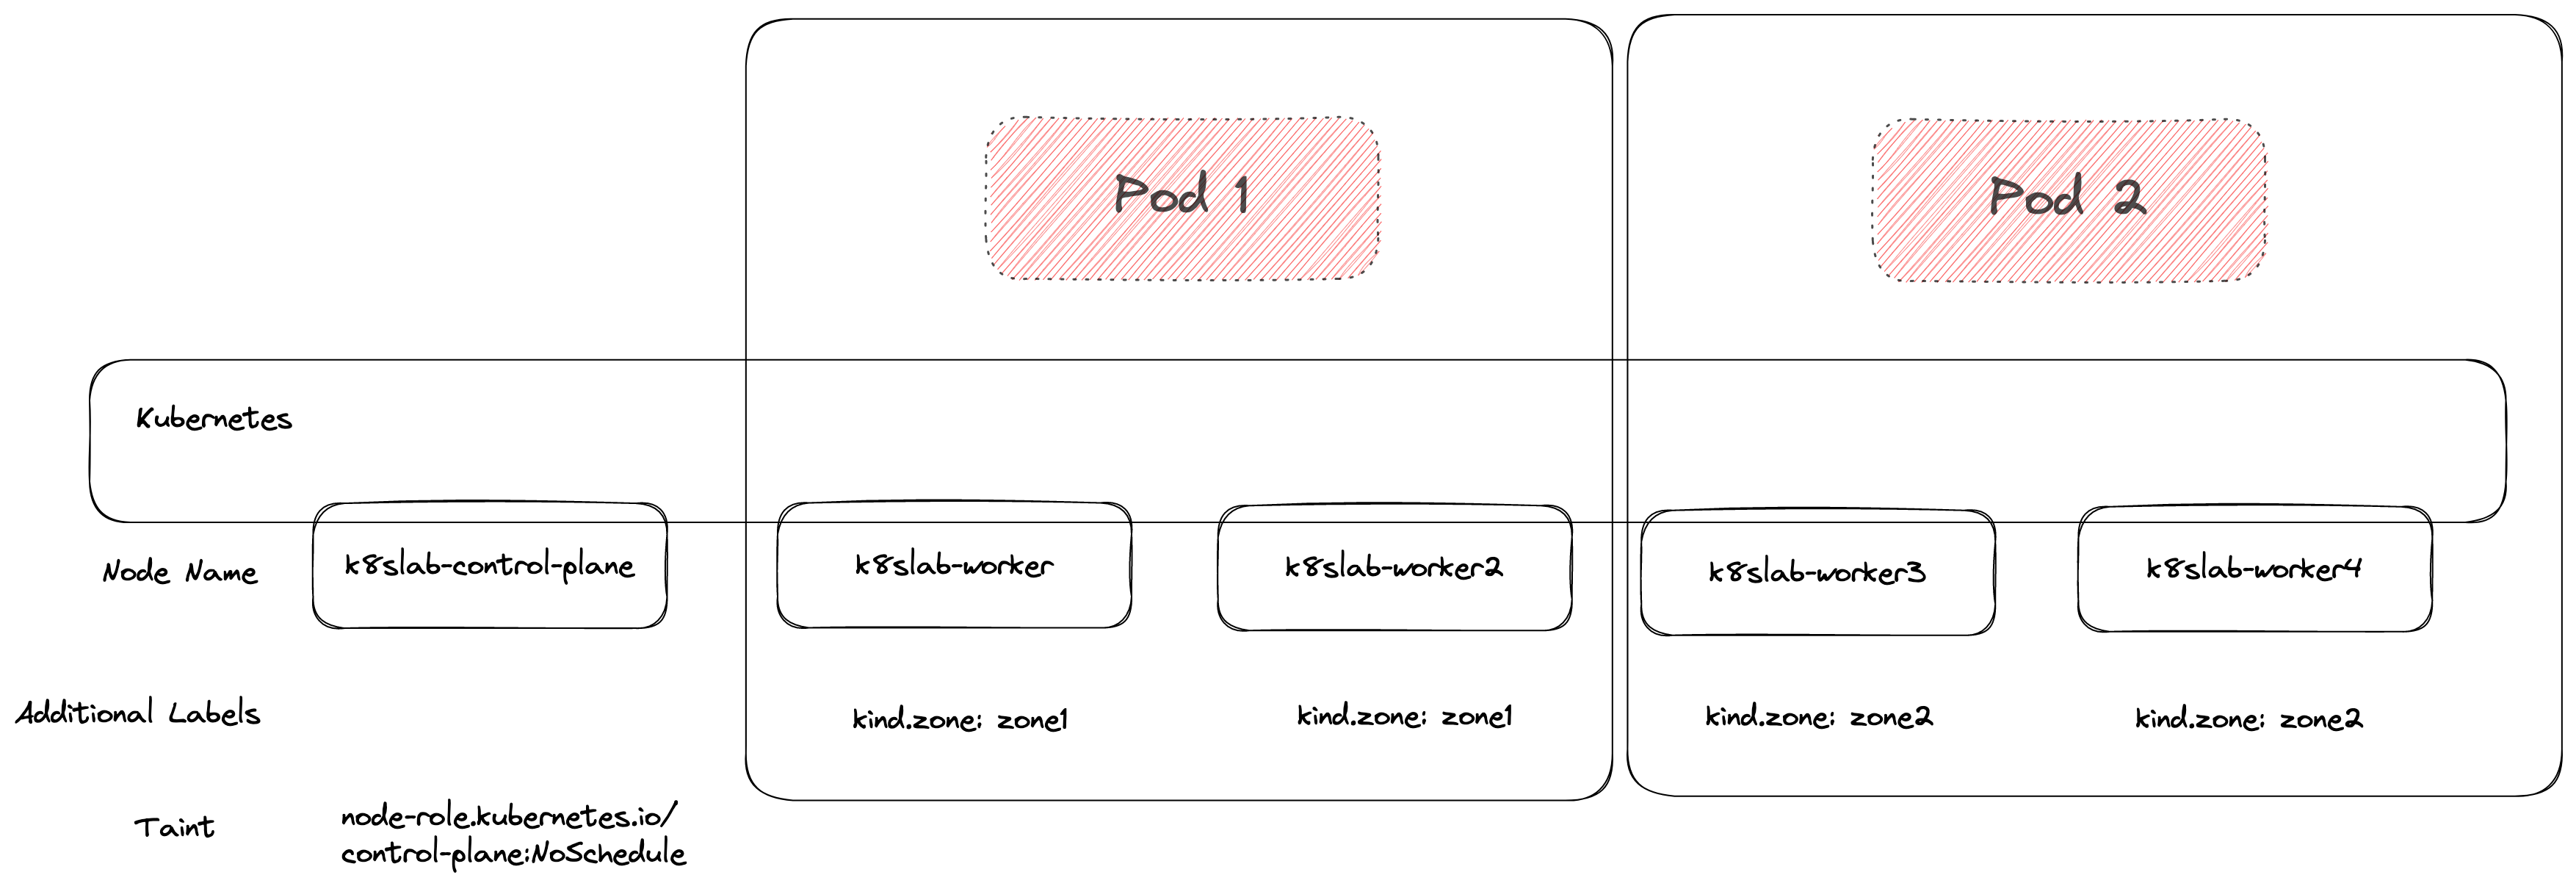 Pod 1
Pod 2
Kubernetes
Node Name
k8slab-control-plane
k8slab-worker
k8slab-worker2
k8slab-worker3
k8slab-worker4
Additional Labels
kind.zone: zone1
kind.zone: zone1
kind.zone: zone2
kind.zone: zone2
Taint
node-role.kubernetes.io/
control-plane:NoSchedule